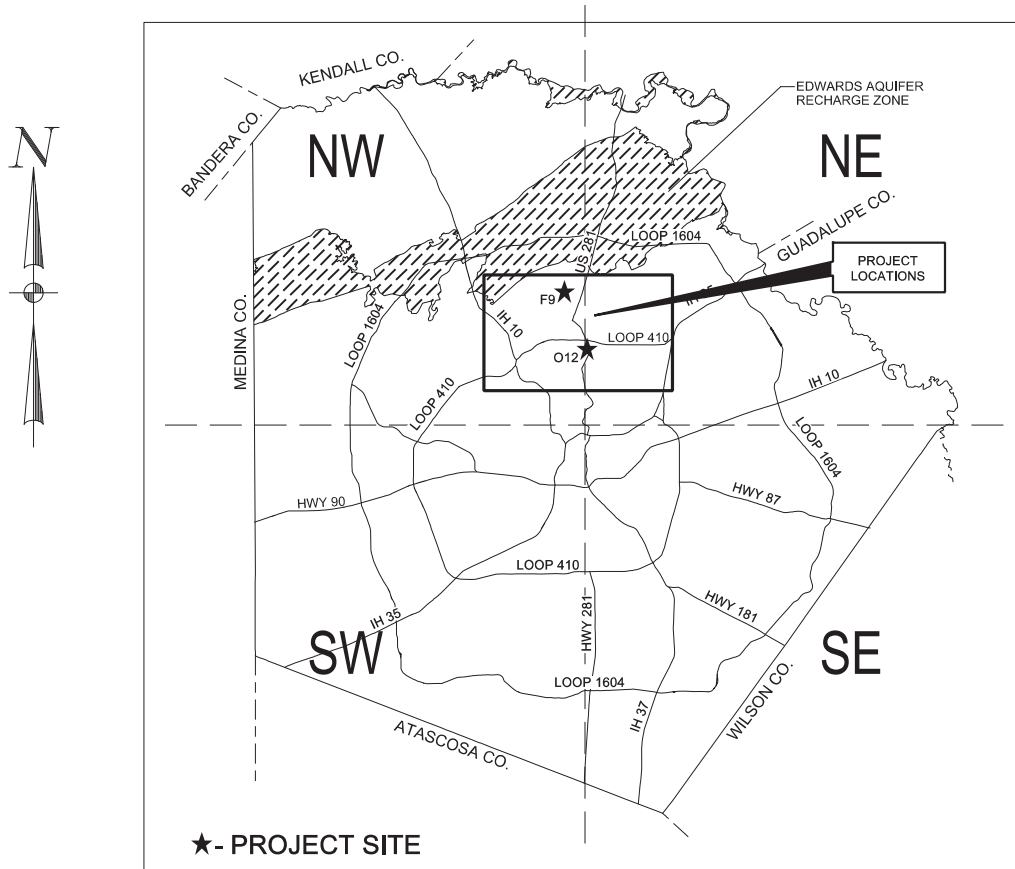 KENDALL CO.
EDWARDS AQUIFER
RECHARGE ZONE
N
BANDERA CO.
NW
NE
GUADALUPE CO.
LOOP 1604
US 281
PROJECT
LOCATIONS
MEDINA CO.
F9
LOOP 1604
IH 10
LOOP 410
O12
IH 10
LOOP 410
LOOP 1604
HWY 90
HWY 87
LOOP 410
HWY 181
IH 35
HWY 281
SW
SE
LOOP 1604
WILSON CO.
IH 37
ATASCOSA CO.
- PROJECT SITE